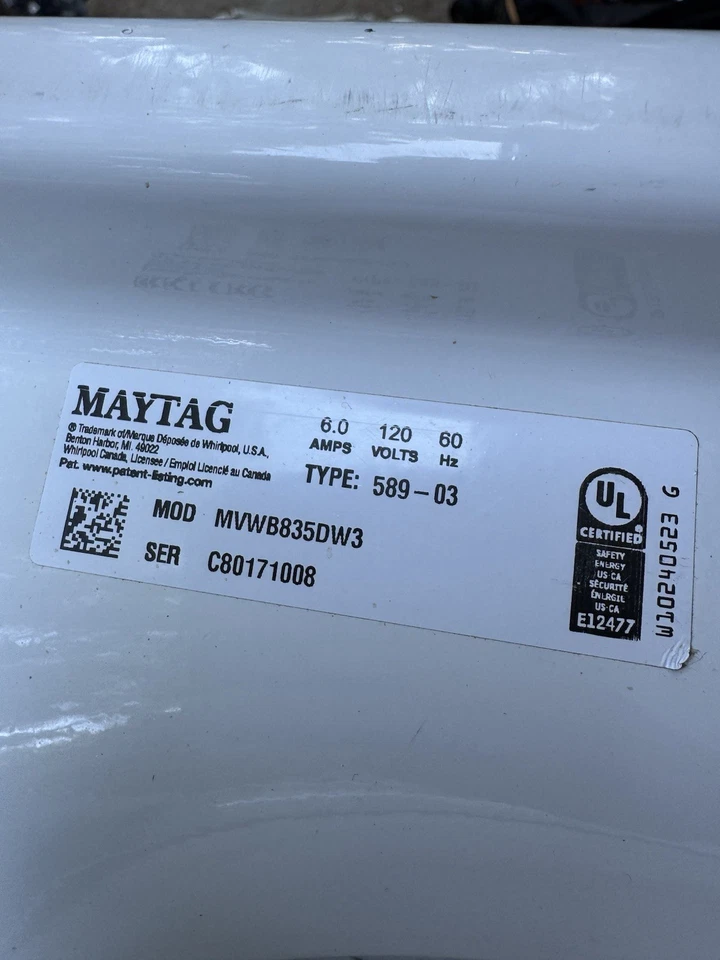 MAYTAG
® Trademark of/Marque Déposée de Whirlpool, U.S.A.,
Benton Harbor, MI. 49022
Whirlpool Canada, Licensee / Emploi Licencié au Canada
Pat. www.patent-listing.com
6.0 120 60
AMPS VOLTS Hz
TYPE: 589-03
MOD MVWB835DW3
SER C80171008
UL
CERTIFIED
SAFETY
ENERGY
US-CA
SÉCURITÉ
ÉNERGIE
US-CA
E12477
W10240523 G